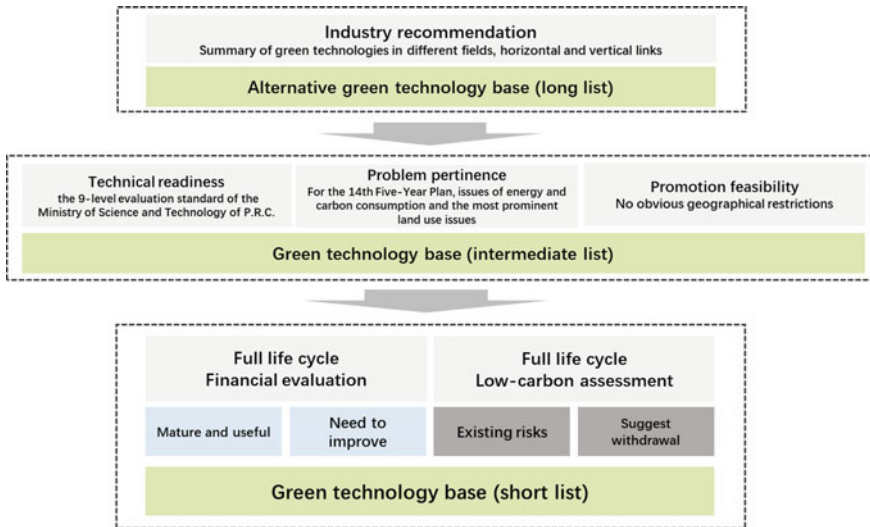 Industry recommendation
Summary of green technologies in different fields, horizontal and vertical links
Alternative green technology base (long list)
Technical readiness
the 9-level evaluation standard of the
Ministry of Science and Technology of P.R.C.
Problem pertinence
For the 14th Five-Year Plan, issues of energy and
carbon consumption and the most prominent
land use issues
Promotion feasibility
No obvious geographical restrictions
Green technology base (intermediate list)
Full life cycle
Financial evaluation
Full life cycle
Low-carbon assessment
Mature and useful
Need to
improve
Existing risks
Suggest
withdrawal
Green technology base (short list)